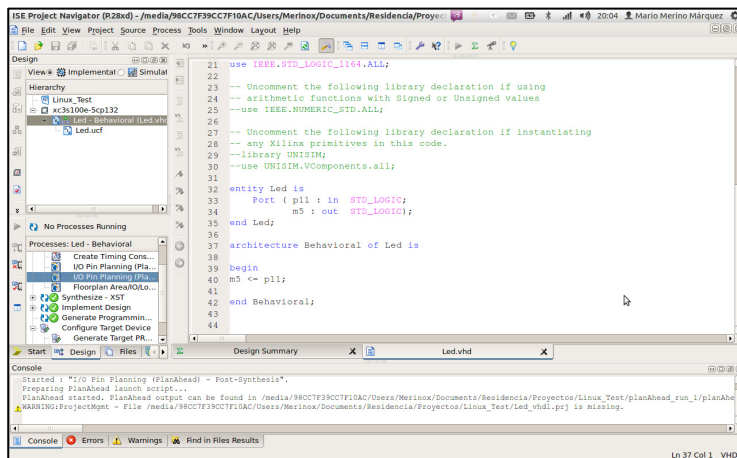 ISE Project Navigator (P.28xd) - /media/98CC7F39CC7F10AC/Users/Merinox/Documents/Residencia/Proyec
20:04 Mario Merino Márquez
File Edit View Project Source Process Tools Window Layout Help
Design
View: Implementat Simulat
Hierarchy
Linux_Test
xc3s100e-5cp132
Led - Behavioral (Led.vhd
Led.ucf
No Processes Running
Processes: Led - Behavioral
Create Timing Cons...
I/O Pin Planning (Pla...
I/O Pin Planning (Pla...
Floorplan Area/IO/Lo...
Synthesize - XST
Implement Design
Generate Programmin...
Configure Target Device
Generate Target PR...
Start Design Files
21 use IEEE.STD_LOGIC_1164.ALL;
22
23 -- Uncomment the following library declaration if using
24 -- arithmetic functions with Signed or Unsigned values
25 --use IEEE.NUMERIC_STD.ALL;
26
27 -- Uncomment the following library declaration if instantiating
28 -- any Xilinx primitives in this code.
29 --library UNISIM;
30 --use UNISIM.VComponents.all;
31
32 entity Led is
33 Port ( p11 : in STD_LOGIC;
34 m5 : out STD_LOGIC);
35 end Led;
36
37 architecture Behavioral of Led is
38
39 begin
40 m5 <= p11;
41
42 end Behavioral;
43
44
Design Summary
Led.vhd
Console
Started : "I/O Pin Planning (PlanAhead) - Post-Synthesis".
Preparing PlanAhead launch script...
PlanAhead started. PlanAhead output can be found in /media/98CC7F39CC7F10AC/Users/Merinox/Documents/Residencia/Proyectos/Linux_Test/planAhead_run_1/planAhe
WARNING:ProjectMgmt - File /media/98CC7F39CC7F10AC/Users/Merinox/Documents/Residencia/Proyectos/Linux_Test/Led_vhdl.prj is missing.
Console Errors Warnings Find in Files Results
Ln 37 Col 1 VHD